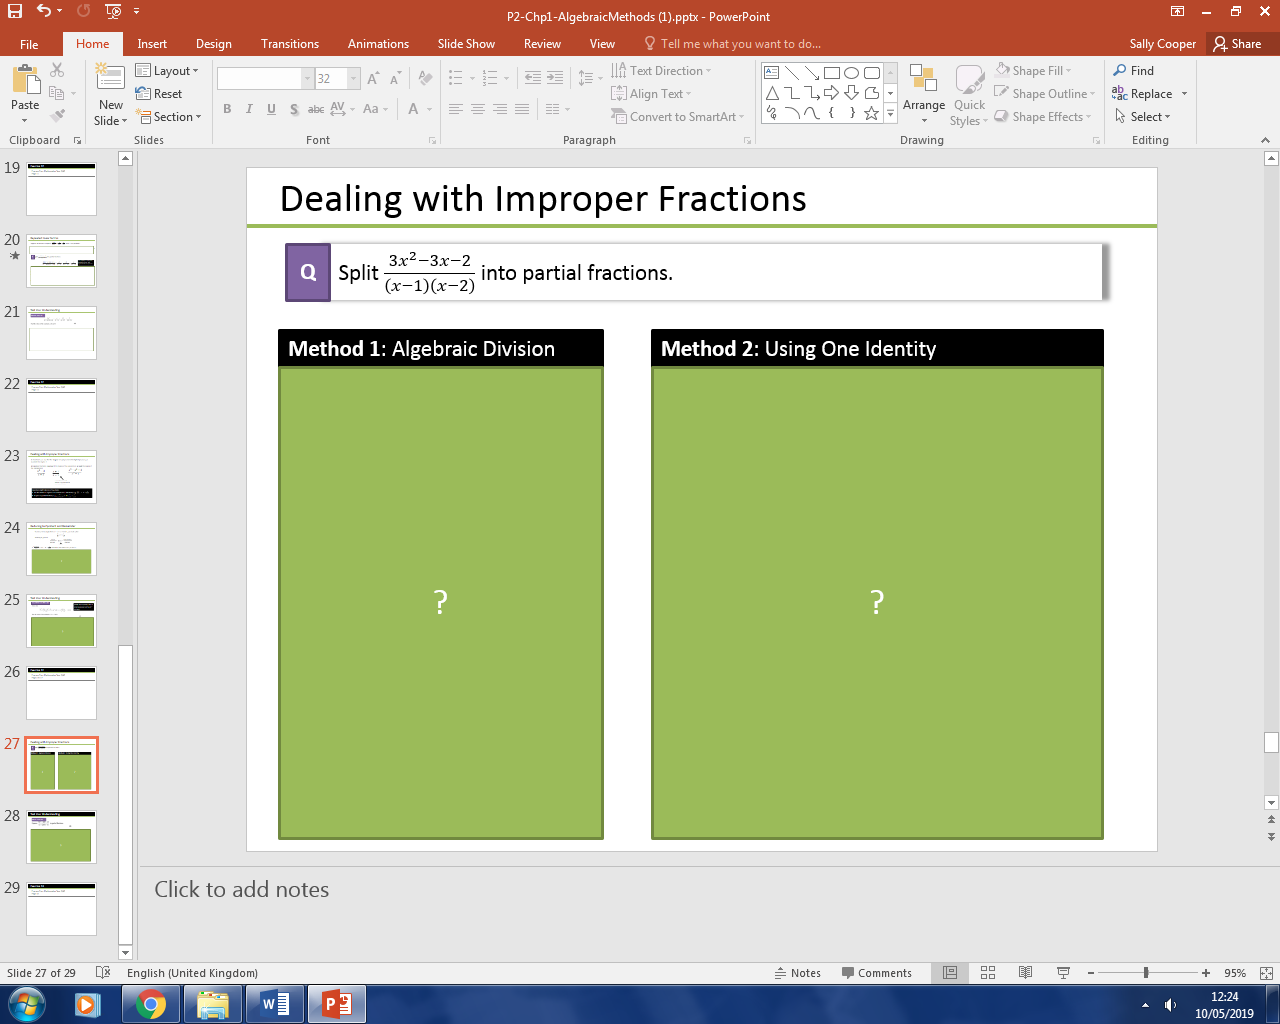 P2-Chp1-AlgebraicMethods (1).pptx - PowerPoint
File Home Insert Design Transitions Animations Slide Show Review View Tell me what you want to do... Sally Cooper Share
Paste
New Slide
Layout
Reset
Section
32
B I U S abc AV Aa A
Text Direction
Align Text
Convert to SmartArt
Arrange
Quick Styles
Shape Fill
Shape Outline
Shape Effects
Find
Replace
Select
Clipboard Slides Font Paragraph Drawing Editing
19
20
21
22
23
24
25
26
27
28
29
Dealing with Improper Fractions
Q Split (3x²−3x−2)/((x−1)(x−2)) into partial fractions.
Method 1: Algebraic Division
?
Method 2: Using One Identity
?
Click to add notes
Slide 27 of 29 English (United Kingdom) Notes Comments 95%
12:24
10/05/2019